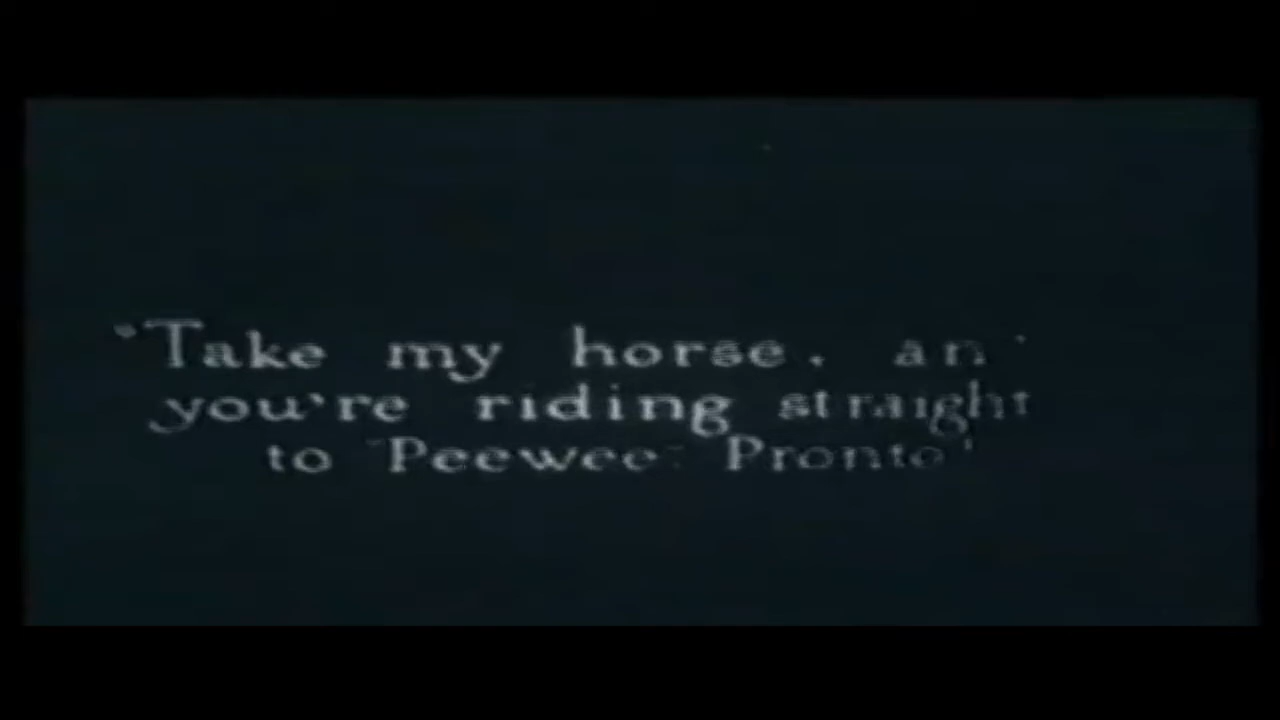 "Take my horse, an'
you're riding straight
to "Peewee" Pronto"